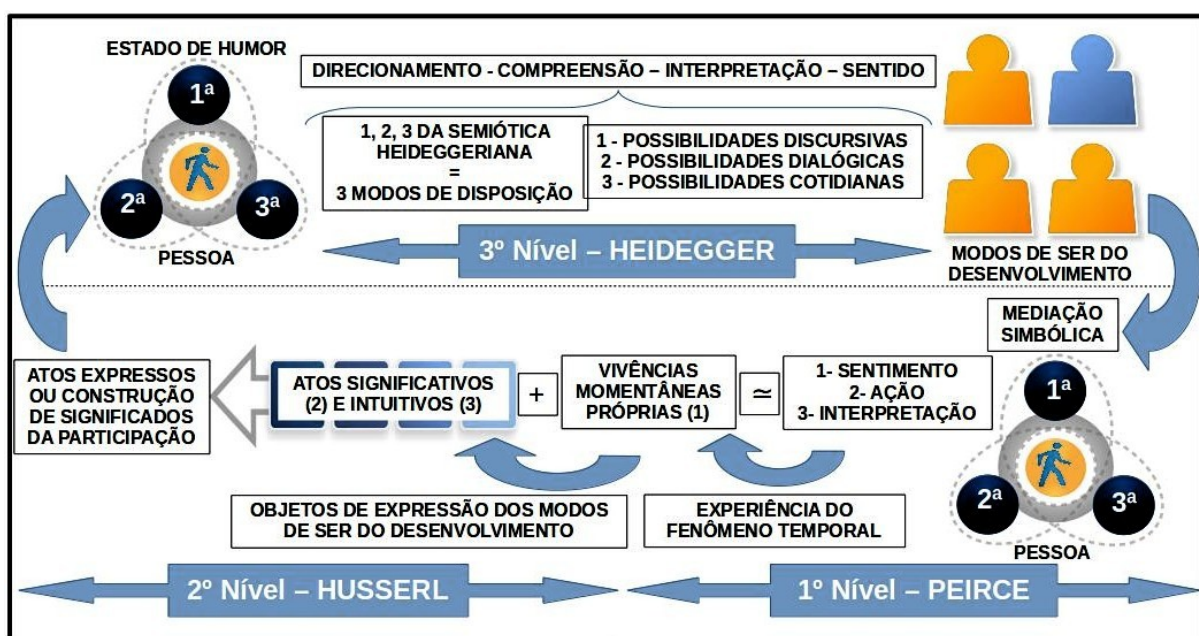 ESTADO DE HUMOR
1ª
2ª
3ª
PESSOA
DIRECIONAMENTO - COMPREENSÃO – INTERPRETAÇÃO – SENTIDO
1, 2, 3 DA SEMIÓTICA
HEIDEGGERIANA
=
3 MODOS DE DISPOSIÇÃO
1 - POSSIBILIDADES DISCURSIVAS
2 - POSSIBILIDADES DIALÓGICAS
3 - POSSIBILIDADES COTIDIANAS
3º Nível – HEIDEGGER
MODOS DE SER DO
DESENVOLVIMENTO
MEDIAÇÃO
SIMBÓLICA
1ª
2ª
3ª
PESSOA
1- SENTIMENTO
2- AÇÃO
3- INTERPRETAÇÃO
≃
VIVÊNCIAS
MOMENTÂNEAS
PRÓPRIAS (1)
+
ATOS SIGNIFICATIVOS
(2) E INTUITIVOS (3)
ATOS EXPRESSOS
OU CONSTRUÇÃO
DE SIGNIFICADOS
DA PARTICIPAÇÃO
OBJETOS DE EXPRESSÃO DOS MODOS
DE SER DO DESENVOLVIMENTO
EXPERIÊNCIA DO
FENÔMENO TEMPORAL
2º Nível – HUSSERL
1º Nível – PEIRCE